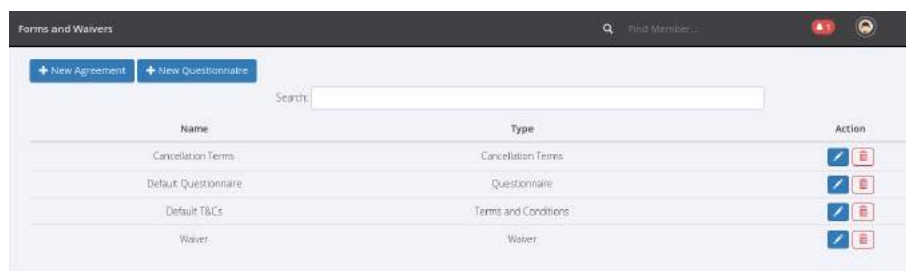 Forms and Waivers Find Member... 1
+ New Agreement + New Questionnaire
Search:
Name Type Action
Cancellation Terms Cancellation Terms
Default Questionnaire Questionnaire
Default T&Cs Terms and Conditions
Waiver Waiver